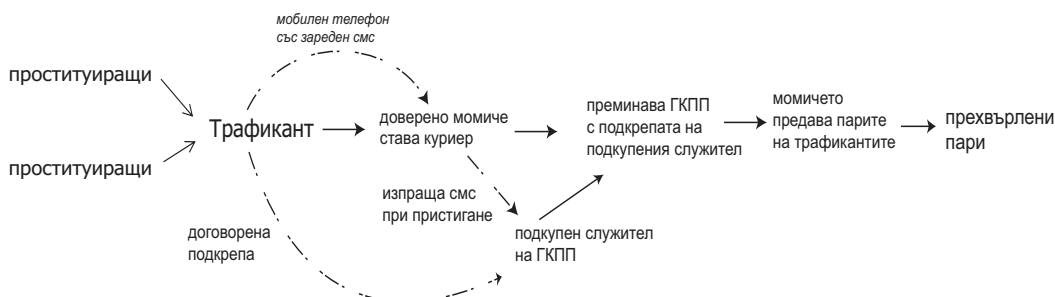 мобилен телефон
със зареден смс
проституиращи
проституиращи
Трафикант
доверено момиче
става куриер
преминава ГКПП
с подкрепата на
подкупения служител
момичето
предава парите
на трафикантите
прехвърлени
пари
изпраща смс
при пристигане
договорена
подкрепа
подкупен служител
на ГКПП